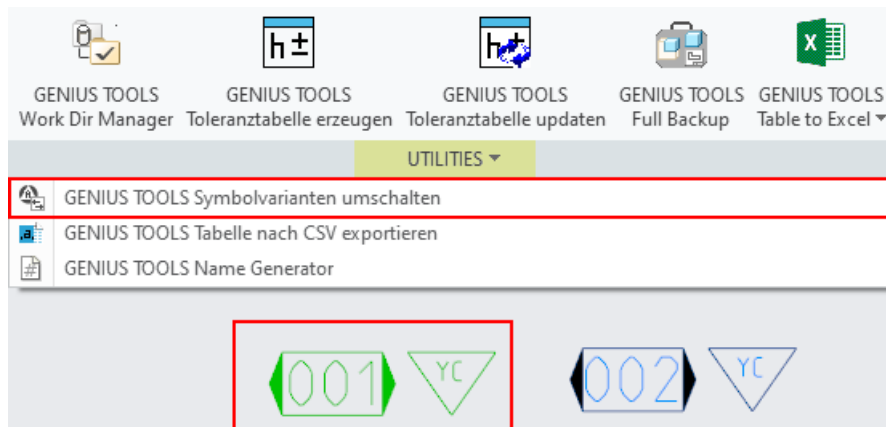 h±
h±
X
GENIUS TOOLS GENIUS TOOLS GENIUS TOOLS GENIUS TOOLS GENIUS TOOLS
Work Dir Manager Toleranztabelle erzeugen Toleranztabelle updaten Full Backup Table to Excel
UTILITIES
GENIUS TOOLS Symbolvarianten umschalten
GENIUS TOOLS Tabelle nach CSV exportieren
GENIUS TOOLS Name Generator
001 YC 002 YC